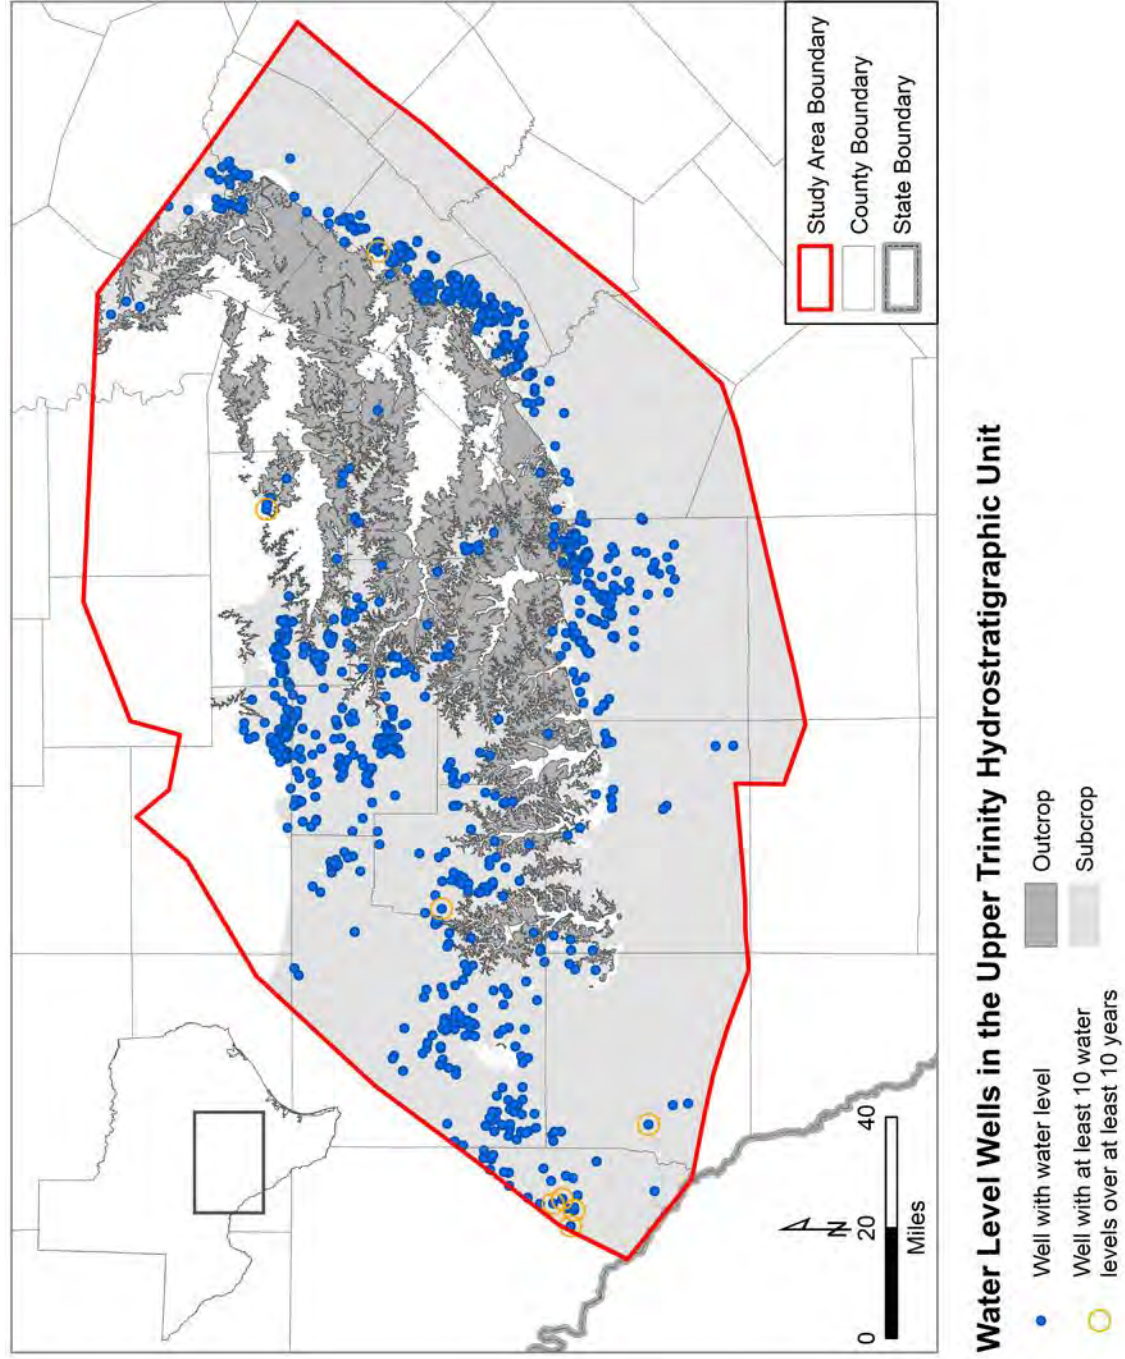 Study Area Boundary
County Boundary
State Boundary
N
0 20 40
Miles
Water Level Wells in the Upper Trinity Hydrostratigraphic Unit
Well with water level
Well with at least 10 water
levels over at least 10 years
Outcrop
Subcrop